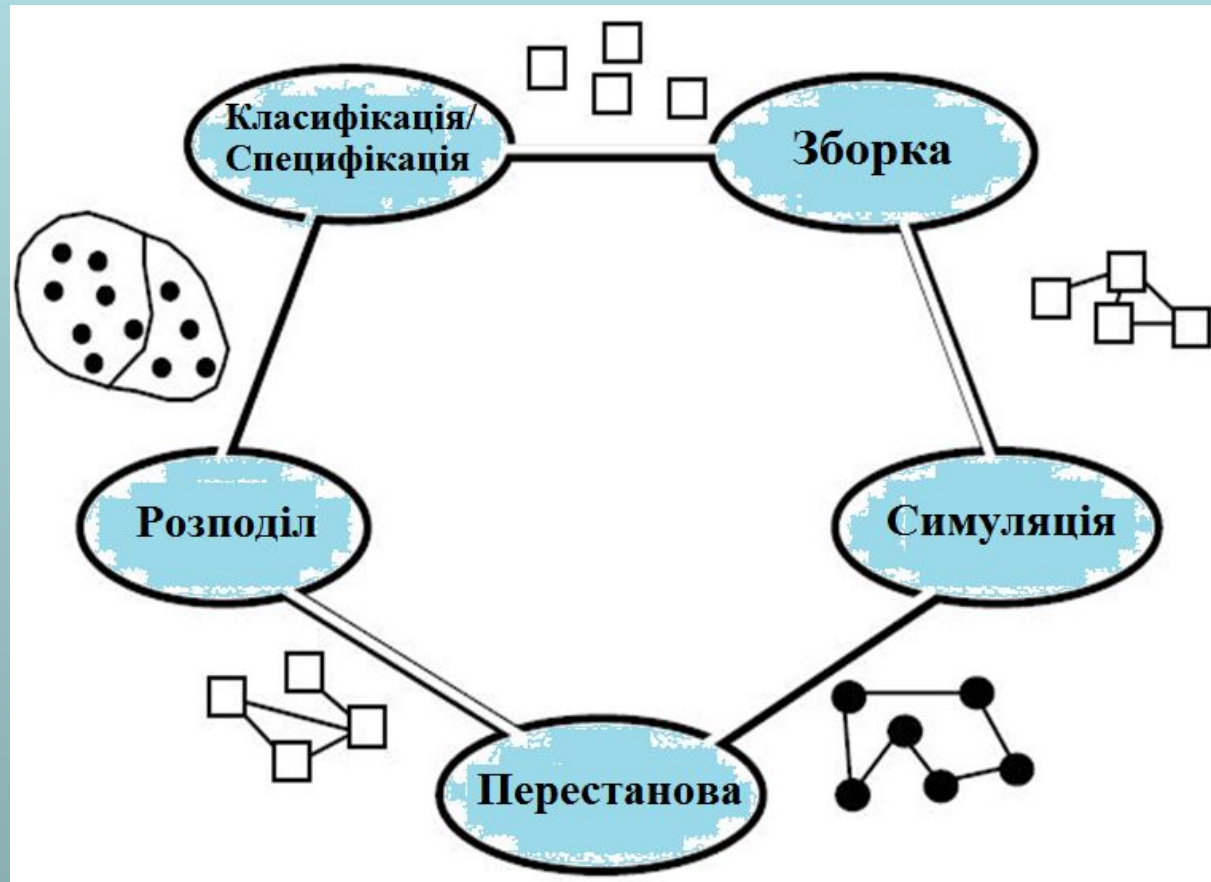 Класифікація/
Специфікація
Зборка
Розподіл
Симуляція
Перестанова